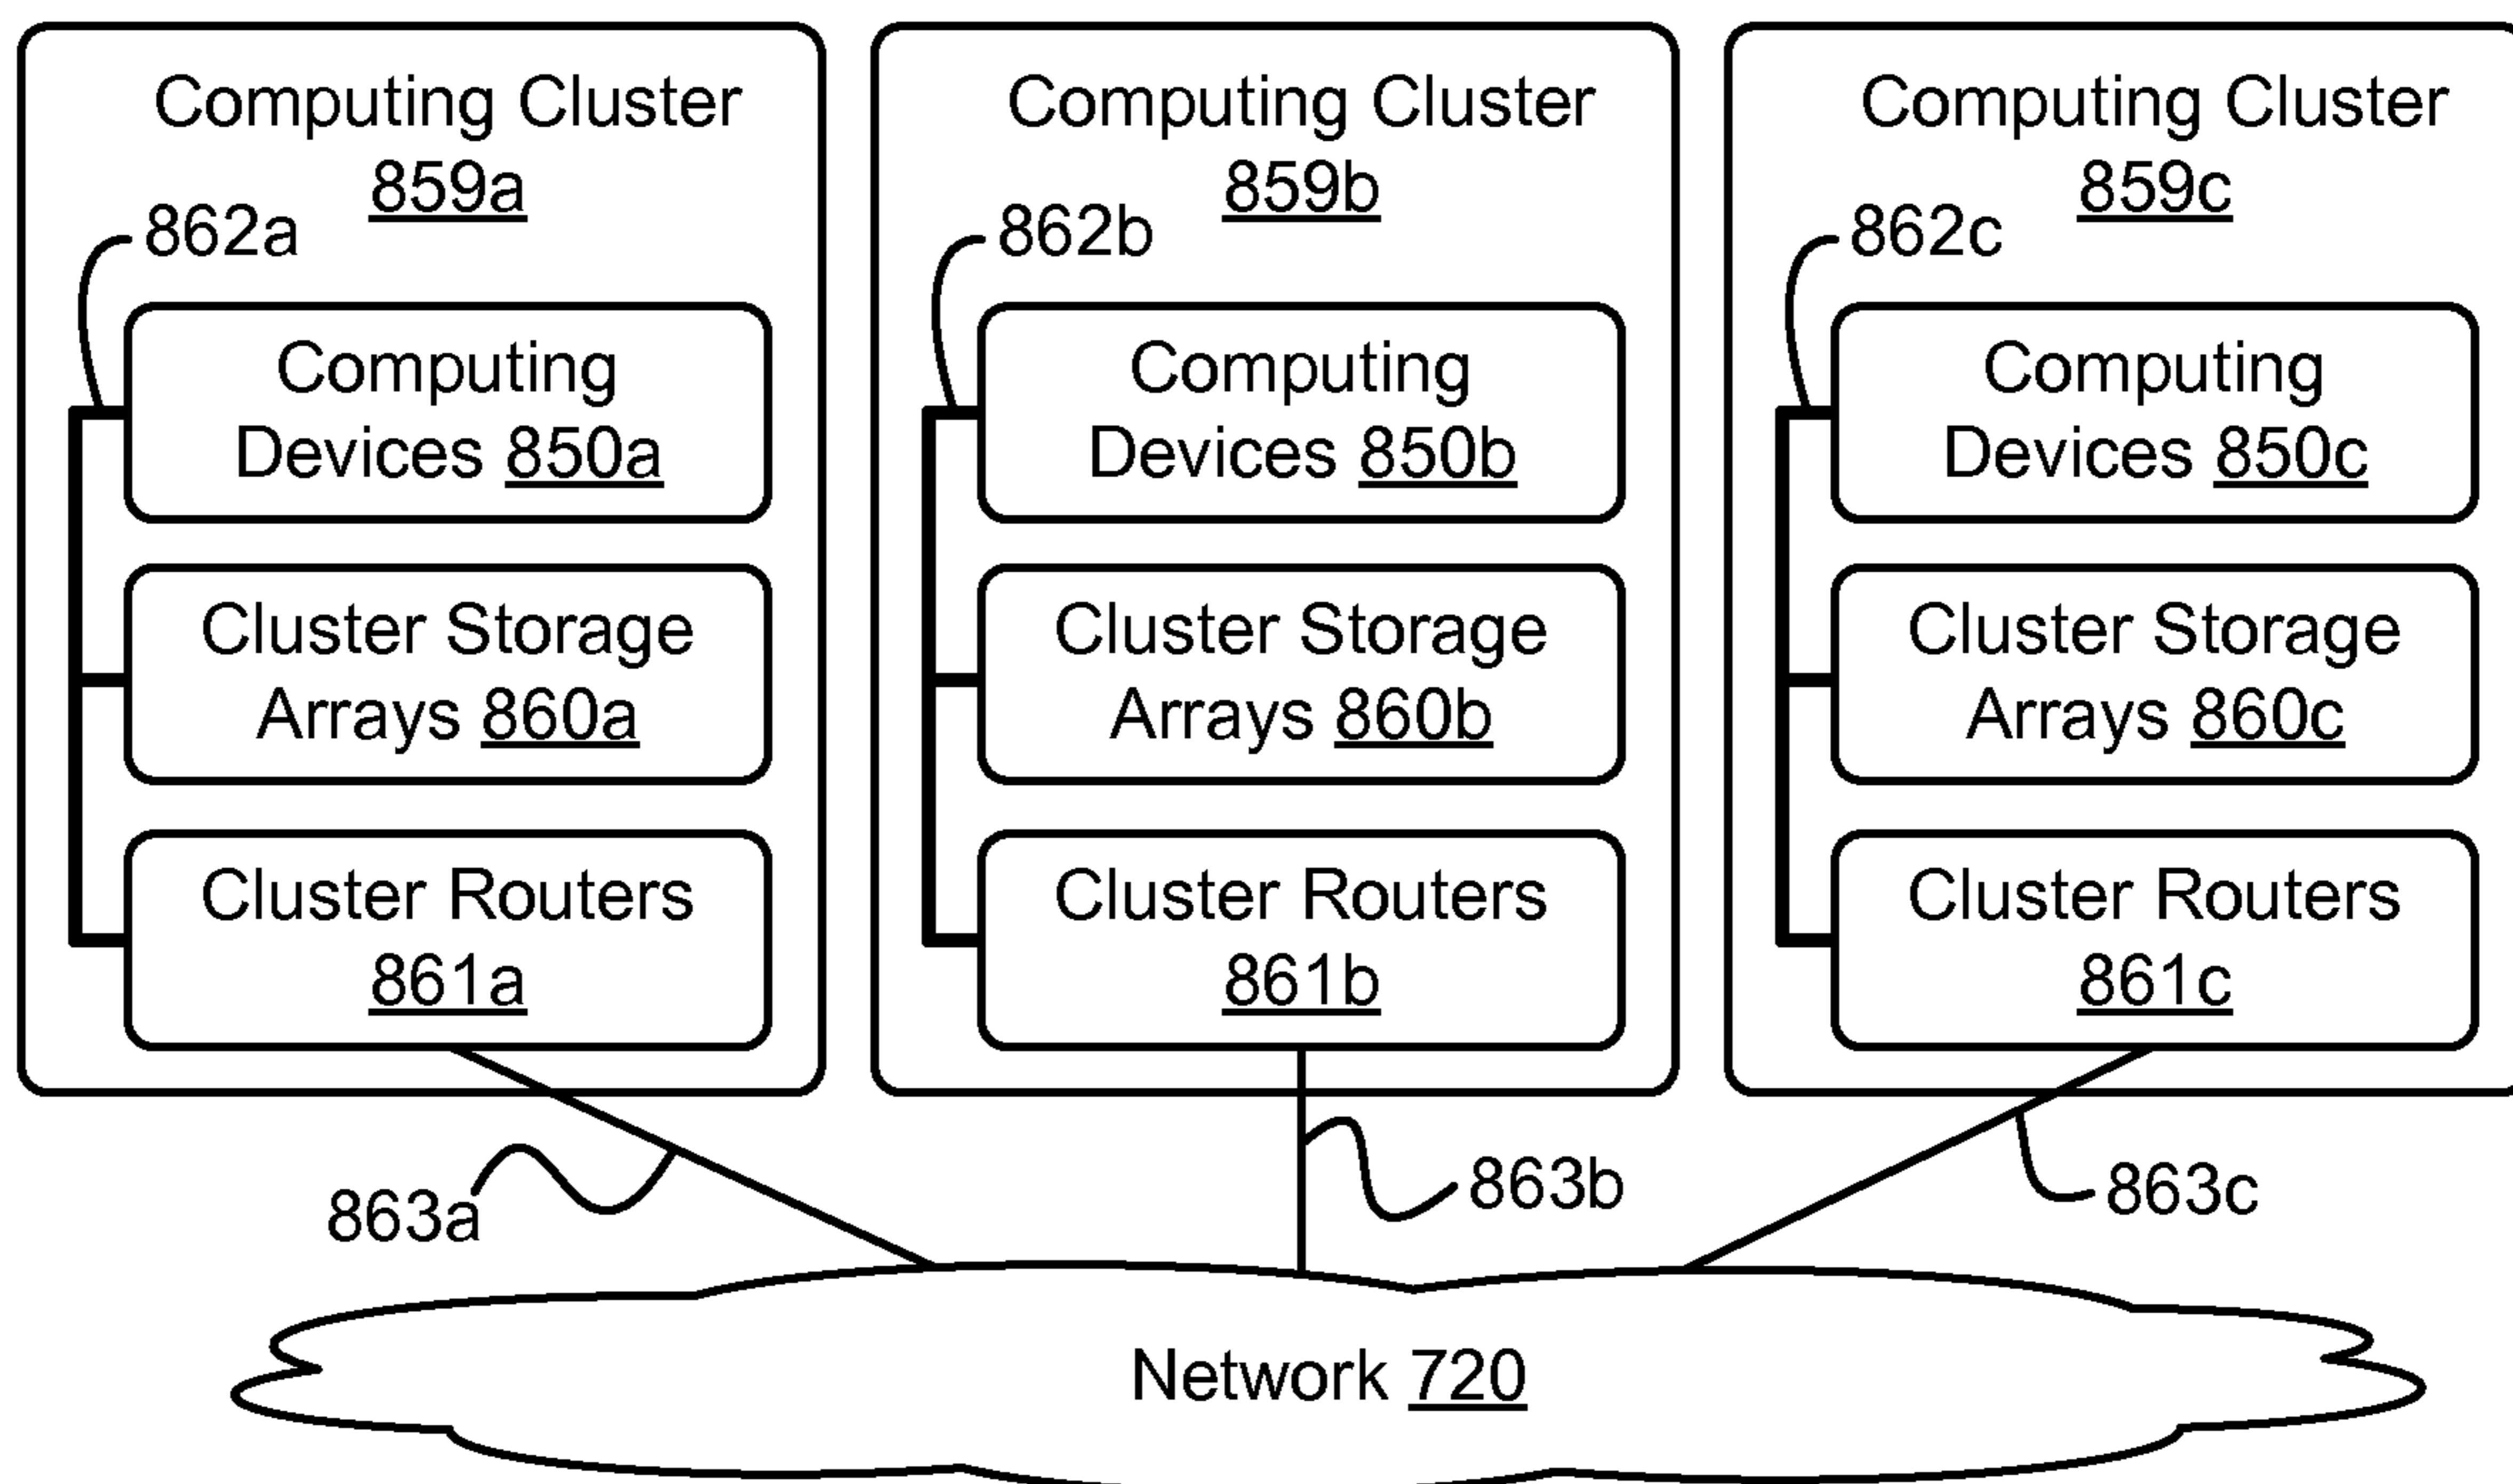 Computing Cluster
859a
862a
Computing
Devices 850a
Cluster Storage
Arrays 860a
Cluster Routers
861a
Computing Cluster
859b
862b
Computing
Devices 850b
Cluster Storage
Arrays 860b
Cluster Routers
861b
Computing Cluster
859c
862c
Computing
Devices 850c
Cluster Storage
Arrays 860c
Cluster Routers
861c
863a
863b
863c
Network 720